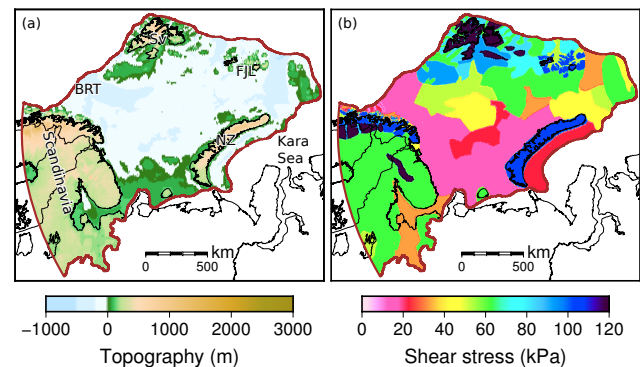 (a)
Sv
FJL
BRT
NZ
Kara
Sea
Scandinavia
km
0 500
−1000 0 1000 2000 3000
Topography (m)
(b)
km
0 500
0 20 40 60 80 100 120
Shear stress (kPa)